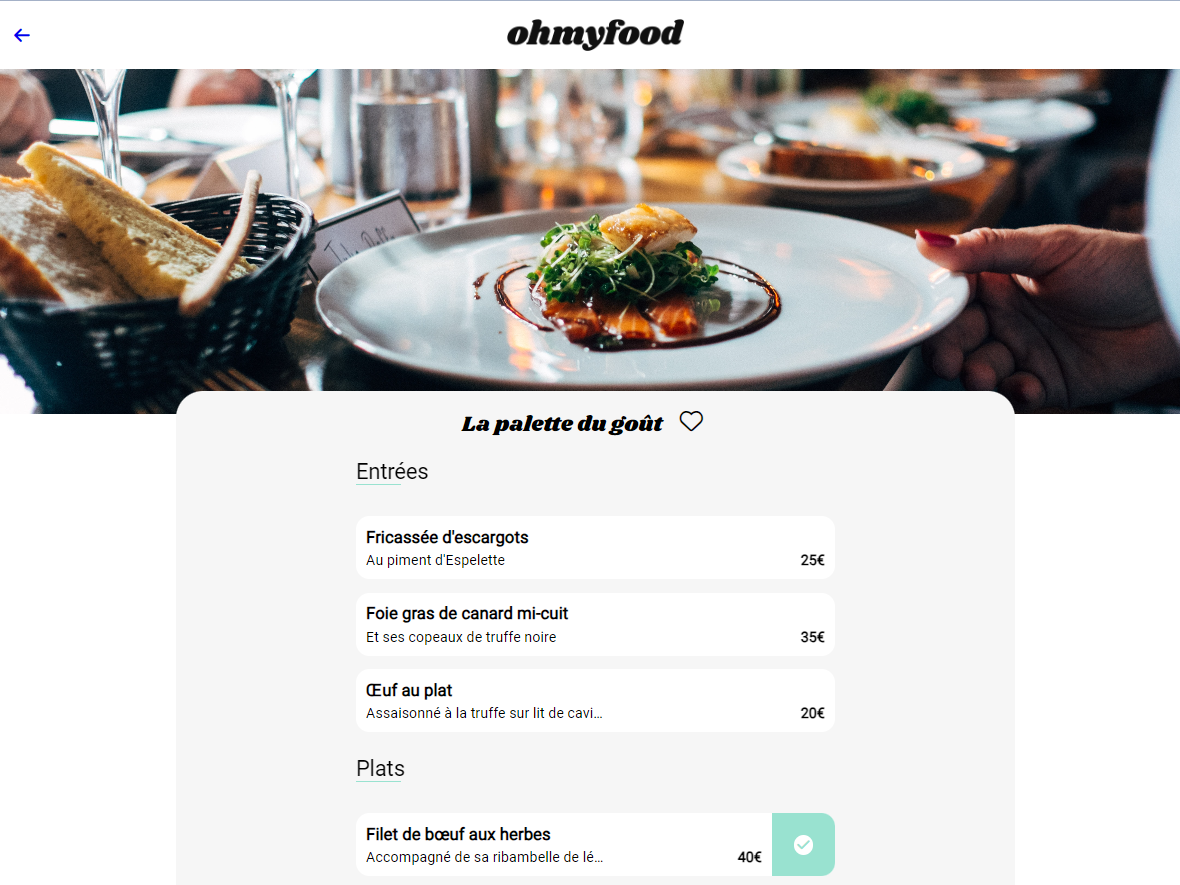 ohmyfood
La palette du goût
Entrées
Fricassée d'escargots
Au piment d'Espelette
25€
Foie gras de canard mi-cuit
Et ses copeaux de truffe noire
35€
Œuf au plat
Assaisonné à la truffe sur lit de cavi...
20€
Plats
Filet de bœuf aux herbes
Accompagné de sa ribambelle de lé...
40€